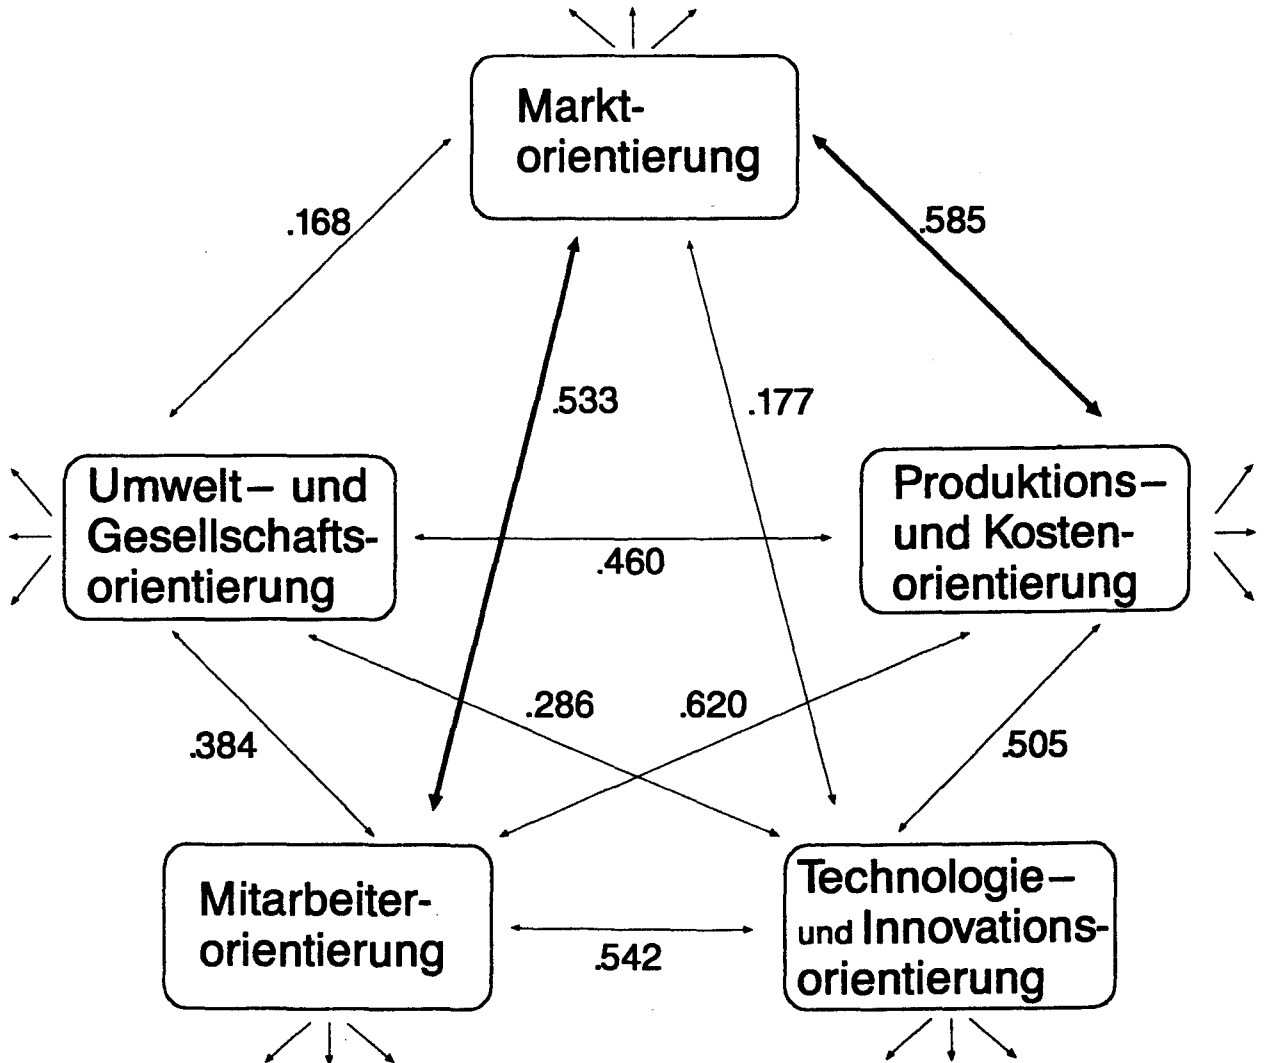 Markt-
orientierung
.168
.585
.533
.177
Umwelt– und
Gesellschafts-
orientierung
Produktions–
und Kosten-
orientierung
.460
.286
.620
.384
.505
Mitarbeiter-
orientierung
Technologie–
und Innovations-
orientierung
.542